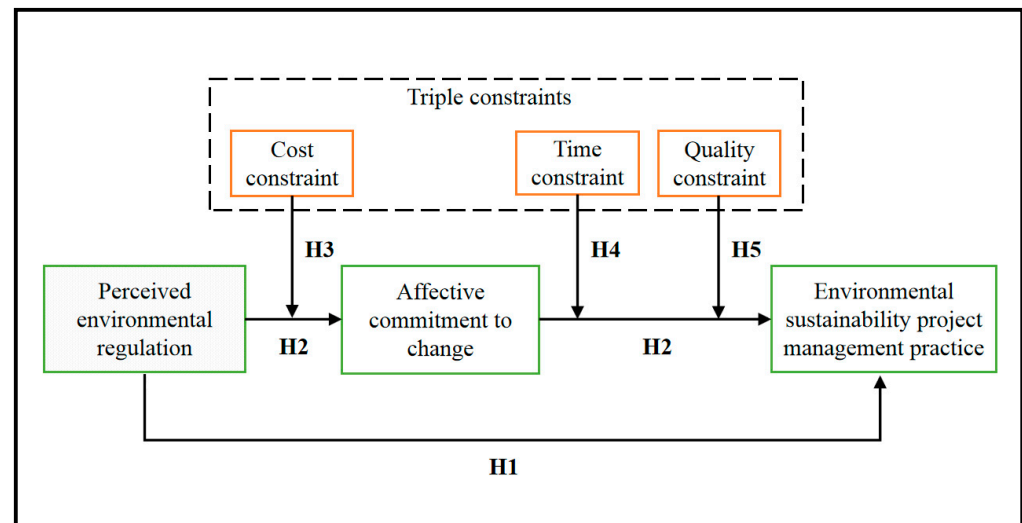 Triple constraints
Cost
constraint
Time
constraint
Quality
constraint
H3
H4
H5
Perceived
environmental
regulation
H2
Affective
commitment to
change
H2
Environmental
sustainability project
management practice
H1